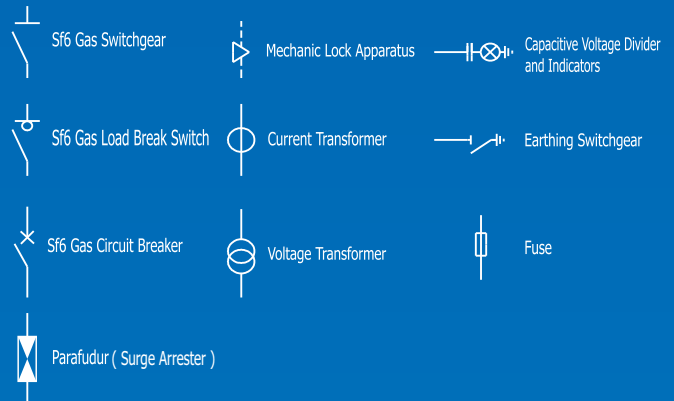 Sf6 Gas Switchgear
Mechanic Lock Apparatus
Capacitive Voltage Divider
and Indicators
Sf6 Gas Load Break Switch
Current Transformer
Earthing Switchgear
Sf6 Gas Circuit Breaker
Voltage Transformer
Fuse
Parafudur ( Surge Arrester )